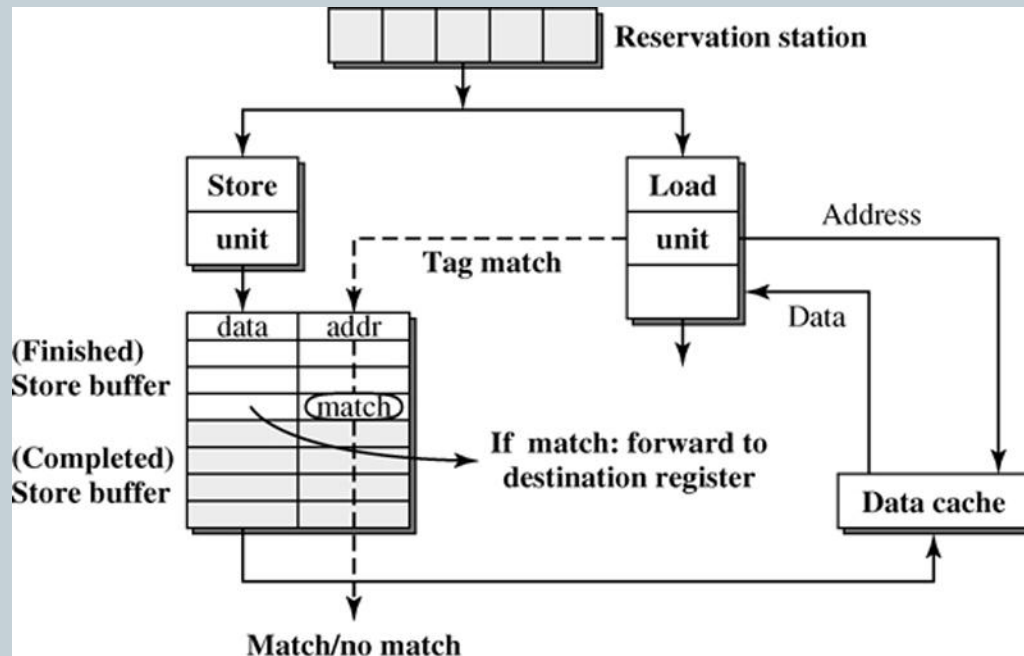 Reservation station
Store
unit
Load
unit
Address
Tag match
Data
data
addr
(Finished)
Store buffer
match
(Completed)
Store buffer
If match: forward to
destination register
Data cache
Match/no match